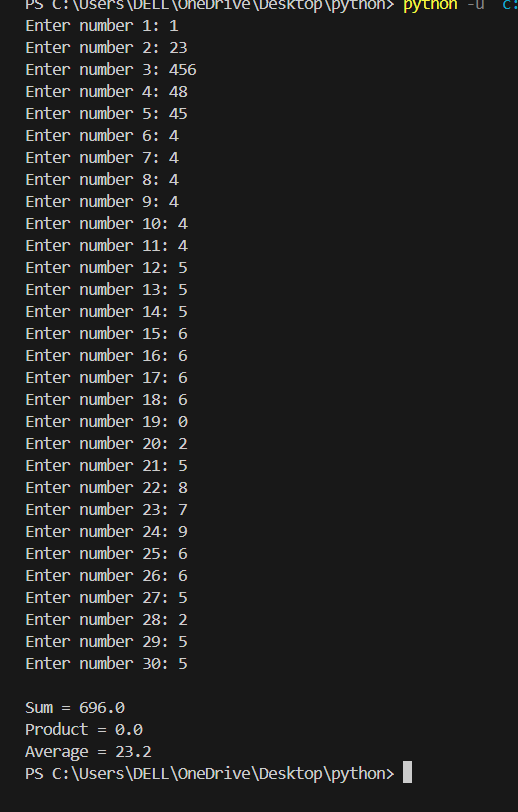 PS C:\Users\DELL\OneDrive\Desktop\python> python -u c:
Enter number 1: 1
Enter number 2: 23
Enter number 3: 456
Enter number 4: 48
Enter number 5: 45
Enter number 6: 4
Enter number 7: 4
Enter number 8: 4
Enter number 9: 4
Enter number 10: 4
Enter number 11: 4
Enter number 12: 5
Enter number 13: 5
Enter number 14: 5
Enter number 15: 6
Enter number 16: 6
Enter number 17: 6
Enter number 18: 6
Enter number 19: 0
Enter number 20: 2
Enter number 21: 5
Enter number 22: 8
Enter number 23: 7
Enter number 24: 9
Enter number 25: 6
Enter number 26: 6
Enter number 27: 5
Enter number 28: 2
Enter number 29: 5
Enter number 30: 5
Sum = 696.0
Product = 0.0
Average = 23.2
PS C:\Users\DELL\OneDrive\Desktop\python>